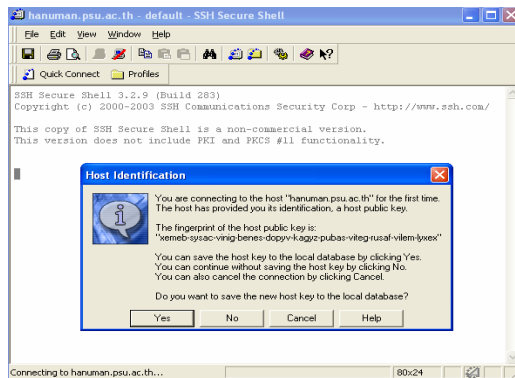 hanuman.psu.ac.th - default - SSH Secure Shell
File Edit View Window Help
Quick Connect Profiles
SSH Secure Shell 3.2.9 (Build 283)
Copyright (c) 2000-2003 SSH Communications Security Corp - http://www.ssh.com/
This copy of SSH Secure Shell is a non-commercial version.
This version does not include PKI and PKCS #11 functionality.
Host Identification
You are connecting to the host "hanuman.psu.ac.th" for the first time.
The host has provided you its identification, a host public key.
The fingerprint of the host public key is:
"xemeb-sysac-vinig-benes-dopyv-kagyz-pubas-viteg-rusaf-vilem-lyxex"
You can save the host key to the local database by clicking Yes.
You can continue without saving the host key by clicking No.
You can also cancel the connection by clicking Cancel.
Do you want to save the new host key to the local database?
Yes No Cancel Help
Connecting to hanuman.psu.ac.th... 80x24